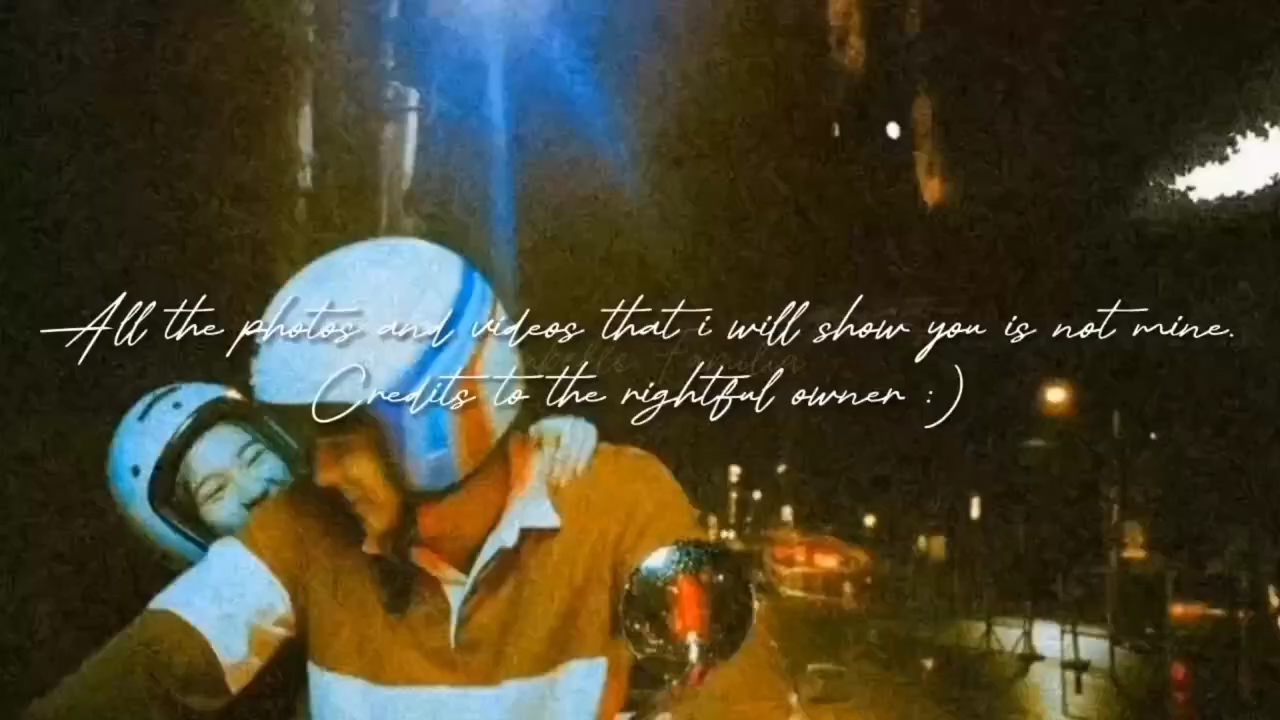 All the photos and videos that i will show you is not mine.
Credits to the rightful owner :)